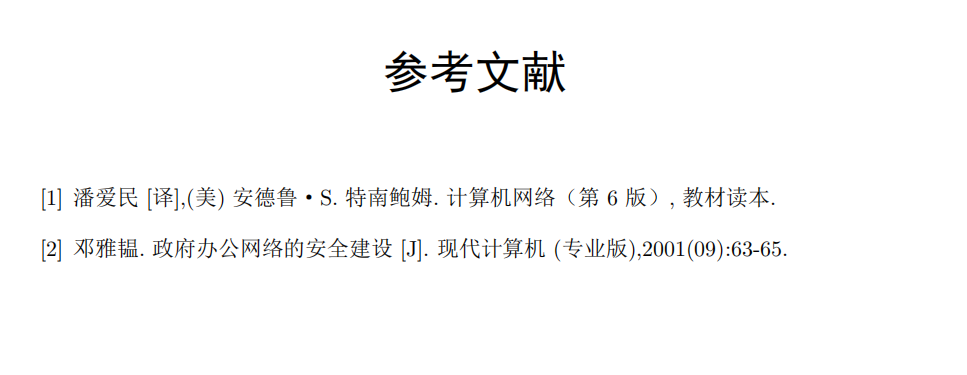 参考文献
[1] 潘爱民 [译],(美) 安德鲁·S. 特南鲍姆. 计算机网络（第 6 版）, 教材读本.
[2] 邓雅韫. 政府办公网络的安全建设 [J]. 现代计算机 (专业版),2001(09):63-65.